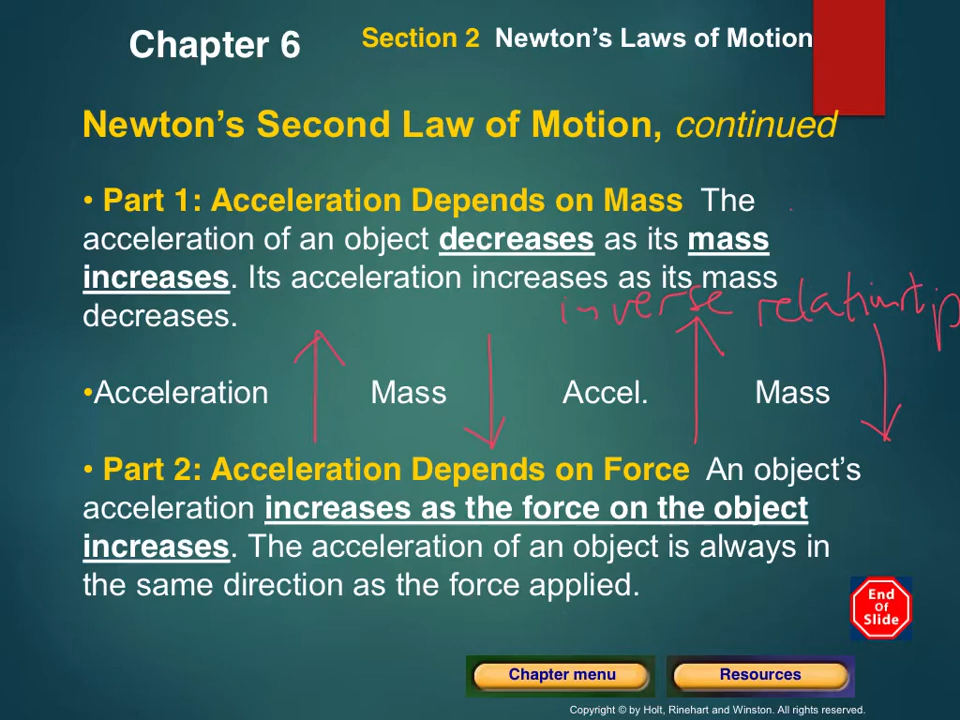 Chapter 6
Section 2 Newton's Laws of Motion
Newton's Second Law of Motion, continued
• Part 1: Acceleration Depends on Mass The
acceleration of an object decreases as its mass
increases. Its acceleration increases as its mass
decreases.
inverse relationship
•Acceleration Mass Accel. Mass
• Part 2: Acceleration Depends on Force An object's
acceleration increases as the force on the object
increases. The acceleration of an object is always in
the same direction as the force applied.
End
Of
Slide
Chapter menu
Resources
Copyright © by Holt, Rinehart and Winston. All rights reserved.